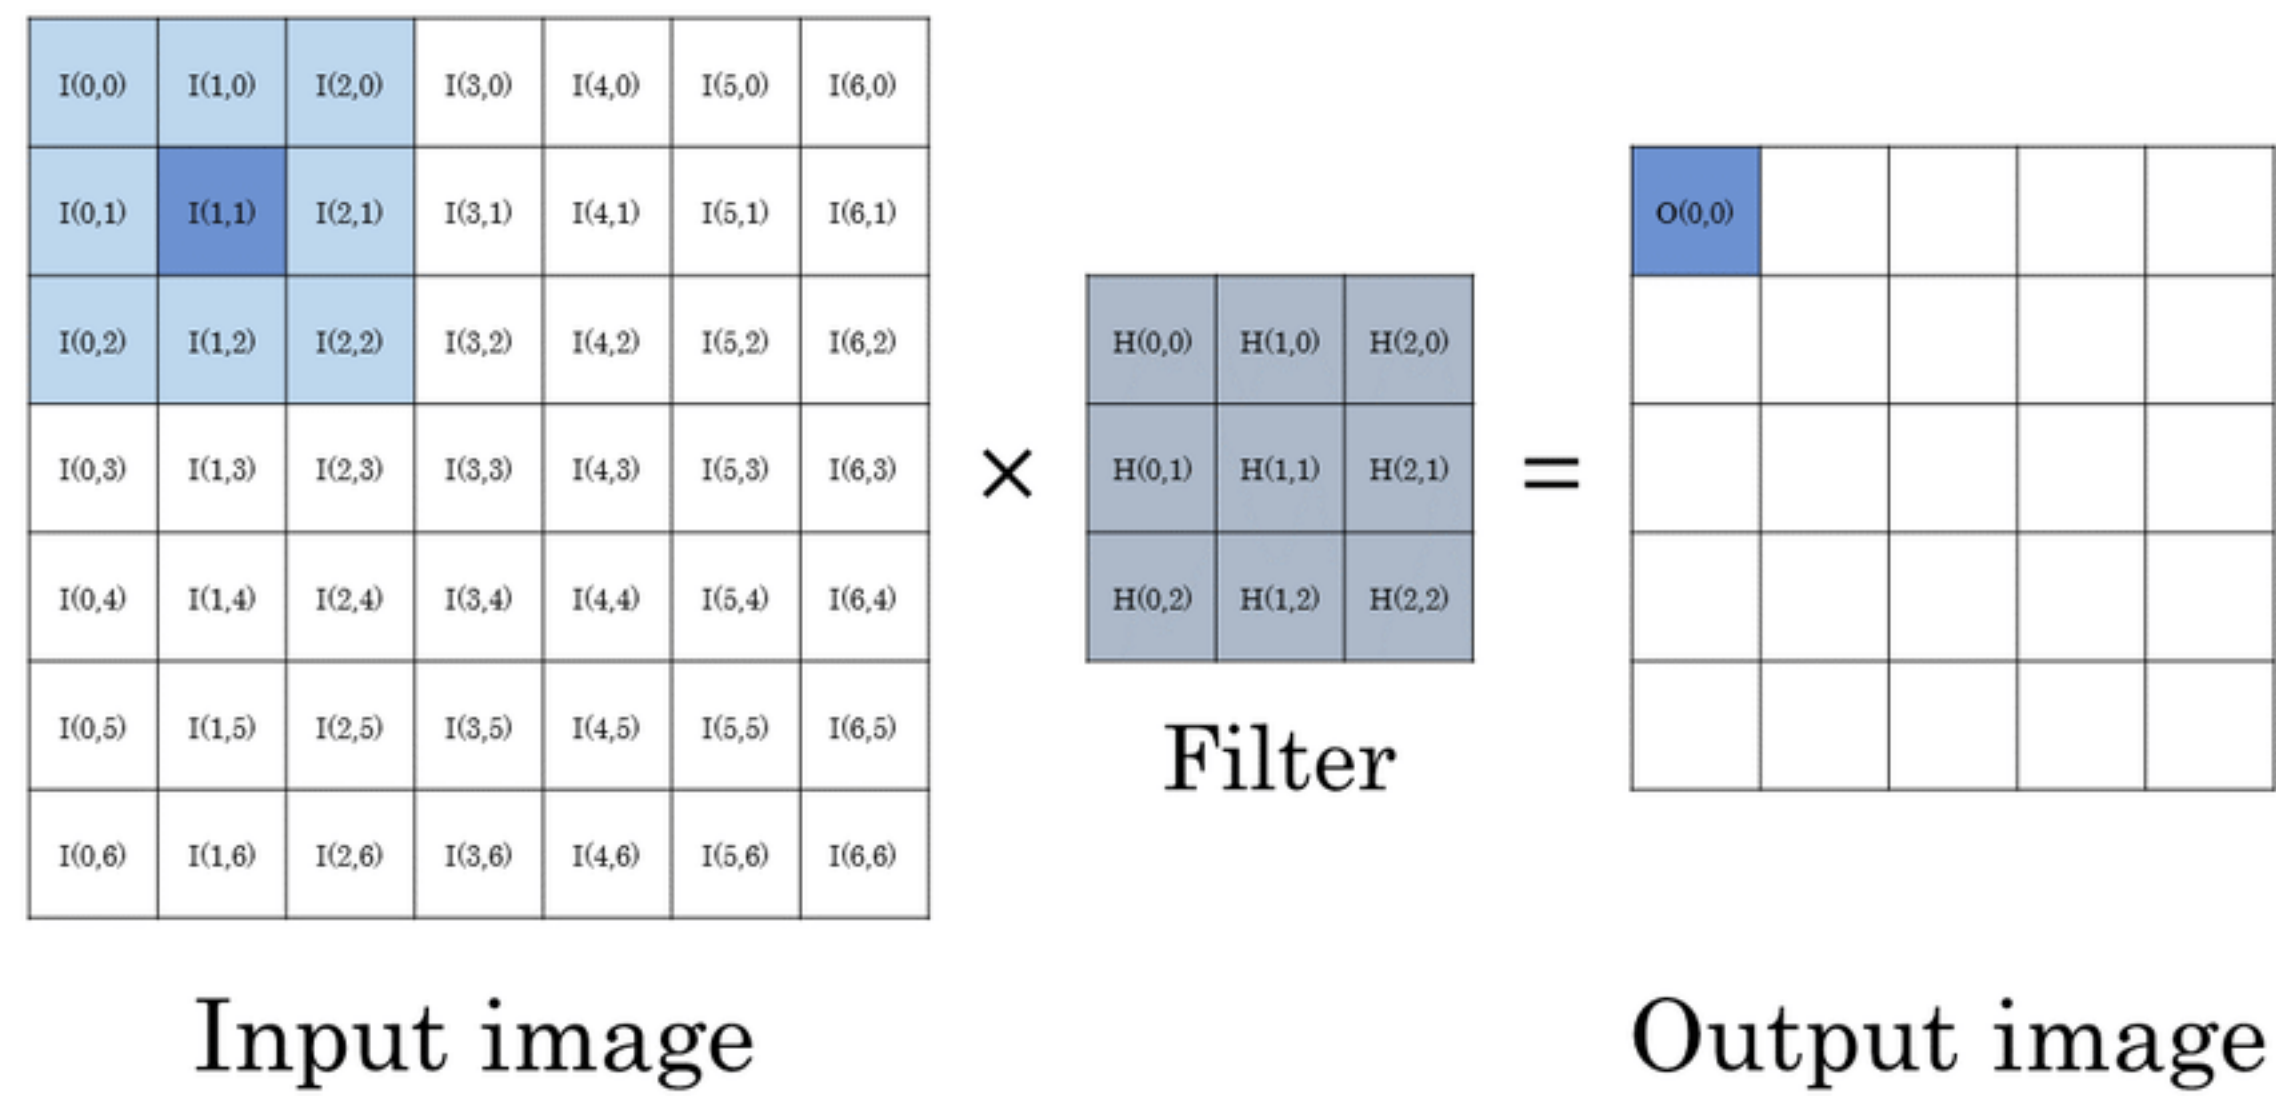 I(0,0) I(1,0) I(2,0) I(3,0) I(4,0) I(5,0) I(6,0)
I(0,1) I(1,1) I(2,1) I(3,1) I(4,1) I(5,1) I(6,1)
I(0,2) I(1,2) I(2,2) I(3,2) I(4,2) I(5,2) I(6,2)
I(0,3) I(1,3) I(2,3) I(3,3) I(4,3) I(5,3) I(6,3)
I(0,4) I(1,4) I(2,4) I(3,4) I(4,4) I(5,4) I(6,4)
I(0,5) I(1,5) I(2,5) I(3,5) I(4,5) I(5,5) I(6,5)
I(0,6) I(1,6) I(2,6) I(3,6) I(4,6) I(5,6) I(6,6)
Input image
×
H(0,0) H(1,0) H(2,0)
H(0,1) H(1,1) H(2,1)
H(0,2) H(1,2) H(2,2)
Filter
=
O(0,0)
Output image